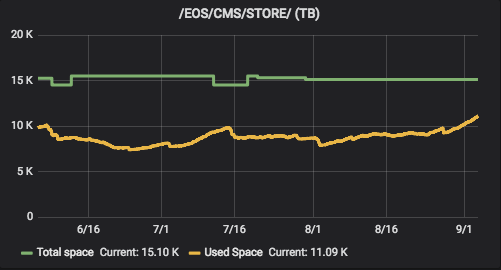 /EOS/CMS/STORE/ (TB)
20 K
15 K
10 K
5 K
0
6/16 7/1 7/16 8/1 8/16 9/1
Total space Current: 15.10 K Used Space Current: 11.09 K